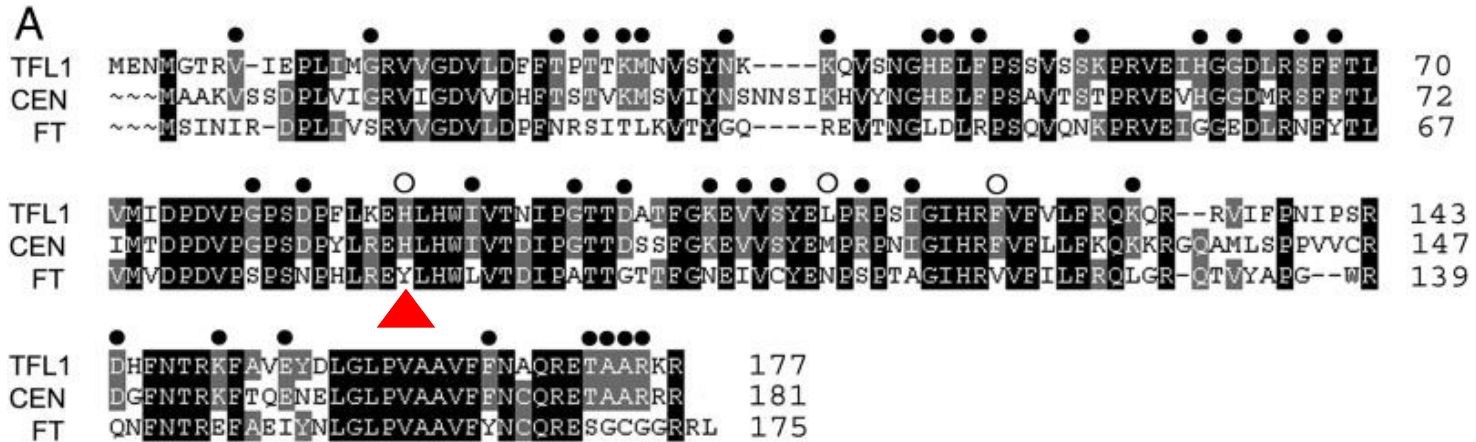 A
TFL1 MENMGTRV-IEPLIMGRVVGDVLDFFTPTTKMNVSYNK----KQVSNGHELFPSSVSSKPRVEIHGGDLRSFFTL 70
CEN ~~~MAAKVSSDPLVIGRVIGDVVDHFTSTVKMSVIYNSNNSIKHVYNGHELFPSAVTSTPRVEVHGGDMRSFFTL 72
FT ~~~MSINIR-DPLIVSRVVGDVLDPFNRSITLKVTYGQ----REVTNGLDLRPSQVQNKPRVEIGGEDLRNFYTL 67
TFL1 VMIDPDVPGPSDPFLKEHLHWIVTNIPGTTDATFGKEVVSYELPRPSIGIHRFVFVLFRQKQR--RVIFPNIPSR 143
CEN IMTDPDVPGPSDPYLREHLHWIVTDIPGTTDSSFGKEVVSYEMPRPNIGIHRFVFLLFKQKKRGQAMLSPPVVCR 147
FT VMVDPDVPSPSNPHLREYLHWLVTDIPATTGTTFGNEIVCYENPSPTAGIHRVVFILFRQLGR-QTVYAPG--WR 139
TFL1 DHFNTRKFAVEYDLGLPVAAVFFNAQRETAARKR 177
CEN DGFNTRKFTQENELGLPVAAVFFNCQRETAARRR 181
FT QNFNTREFAEIYNLGLPVAAVFYNCQRESGCGGRRL 175